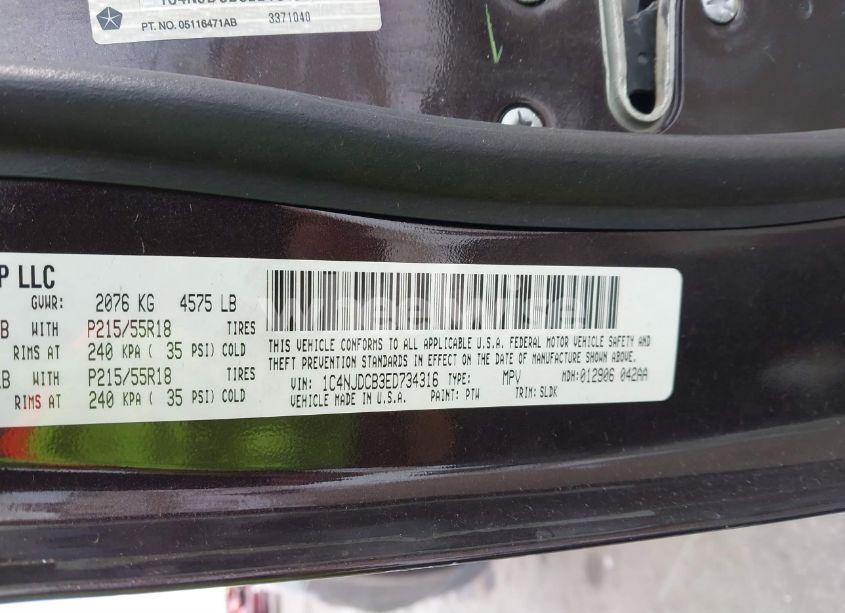 PT. NO. 05116471AB 3371040
P LLC
GVWR: 2076 KG 4575 LB
B WITH P215/55R18 TIRES
RIMS AT 240 KPA ( 35 PSI) COLD
LB WITH P215/55R18 TIRES
RIMS AT 240 KPA ( 35 PSI) COLD
THIS VEHICLE CONFORMS TO ALL APPLICABLE U.S.A. FEDERAL MOTOR VEHICLE SAFETY AND
THEFT PREVENTION STANDARDS IN EFFECT ON THE DATE OF MANUFACTURE SHOWN ABOVE.
VIN: 1C4NJDCB3ED734316 TYPE: MPV MDH:012906 042AA
VEHICLE MADE IN U.S.A. PAINT: PTW TRIM: SLDK